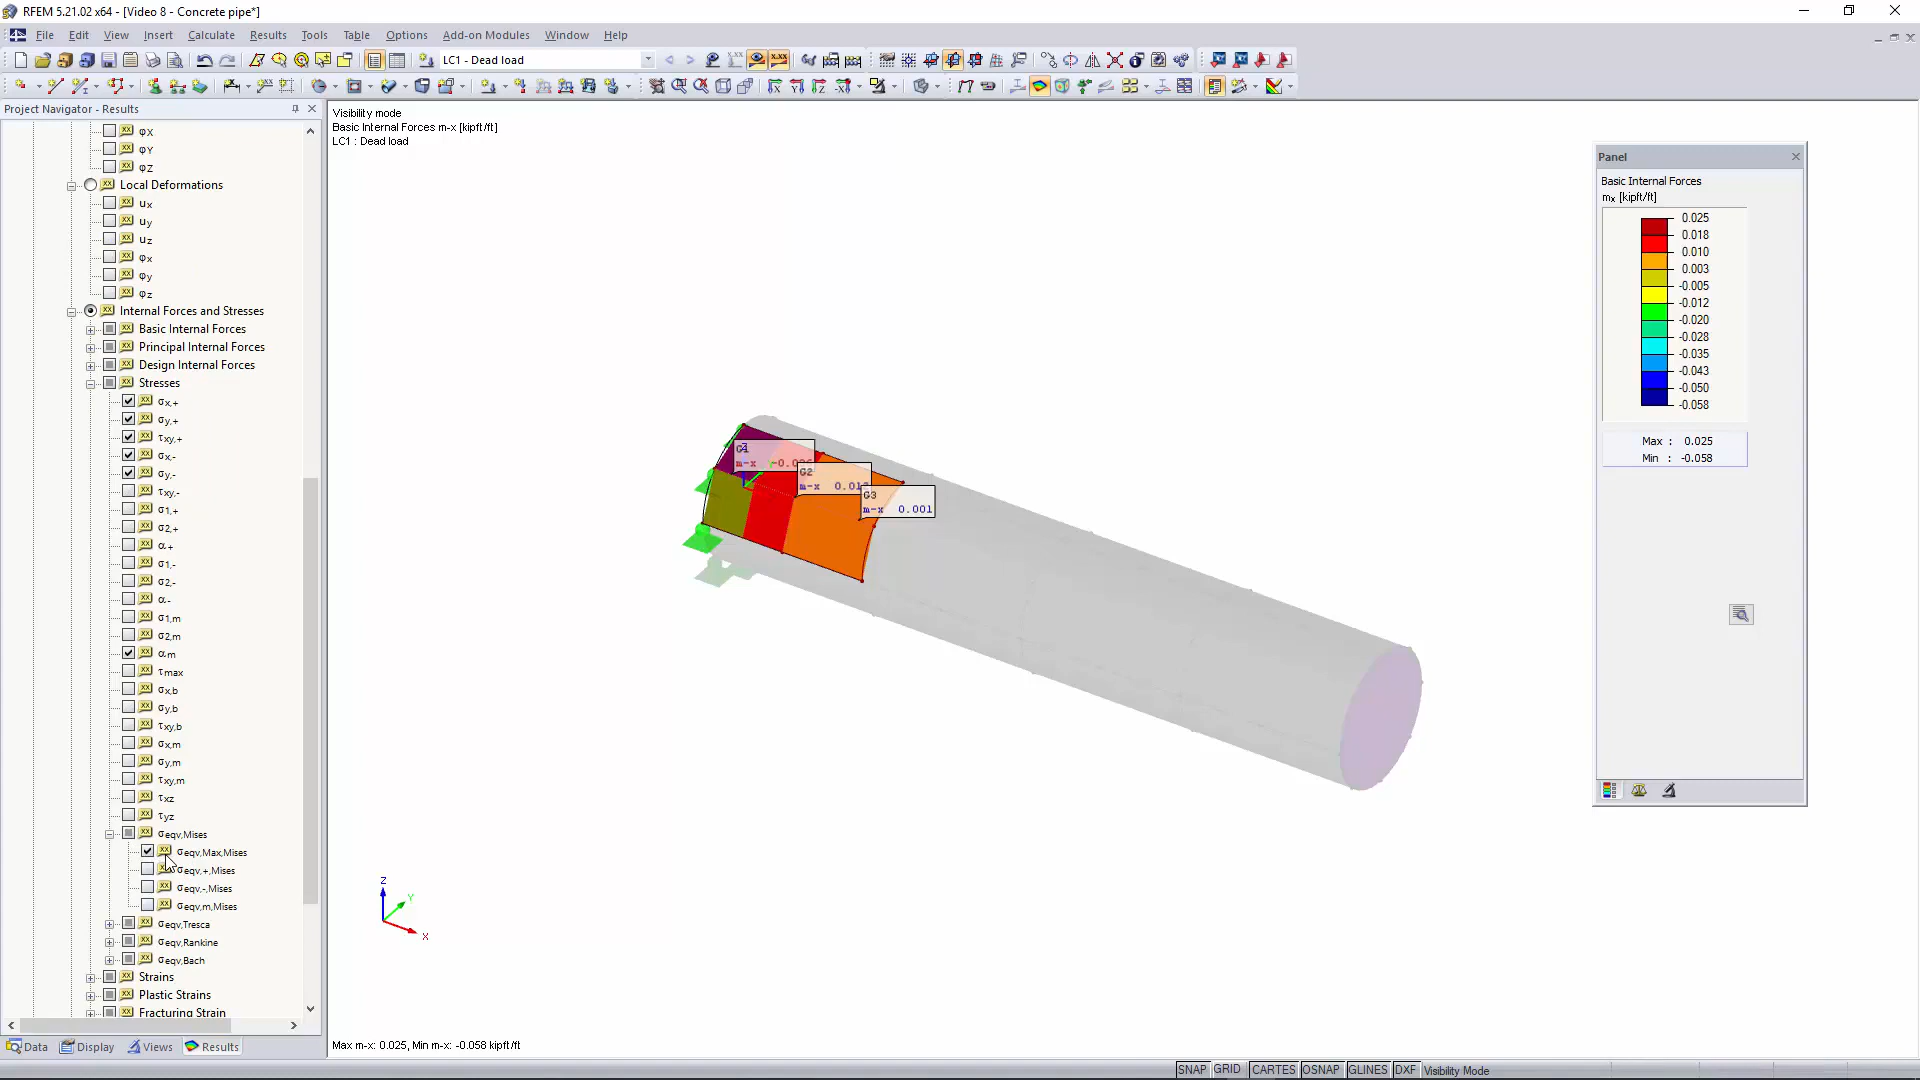 RFEM 5.21.02 x64 - [Video 8 - Concrete pipe*]
File Edit View Insert Calculate Results Tools Table Options Add-on Modules Window Help
LC1 - Dead load
Project Navigator - Results
φX
φY
φZ
Local Deformations
ux
uy
uz
φx
φy
φz
Internal Forces and Stresses
Basic Internal Forces
Principal Internal Forces
Design Internal Forces
Stresses
σx,+
σy,+
τxy,+
σx,-
σy,-
τxy,-
σ1,+
σ2,+
α+
σ1,-
σ2,-
α-
σ1,m
σ2,m
αm
τmax
σx,b
σy,b
τxy,b
σx,m
σy,m
τxy,m
τxz
τyz
σeqv,Mises
σeqv,Max,Mises
σeqv,+,Mises
σeqv,-,Mises
σeqv,m,Mises
σeqv,Tresca
σeqv,Rankine
σeqv,Bach
Strains
Plastic Strains
Fracturing Strain
Data Display Views Results
Visibility mode
Basic Internal Forces m-x [kipft/ft]
LC1 : Dead load
m-x
G2
m-x
G3
m-x 0.001
Z
Y
X
Max m-x: 0.025, Min m-x: -0.058 kipft/ft
Panel
Basic Internal Forces
mx [kipft/ft]
0.025
0.018
0.010
0.003
-0.005
-0.012
-0.020
-0.028
-0.035
-0.043
-0.050
-0.058
Max : 0.025
Min : -0.058
SNAP GRID CARTES OSNAP GLINES DXF Visibility Mode